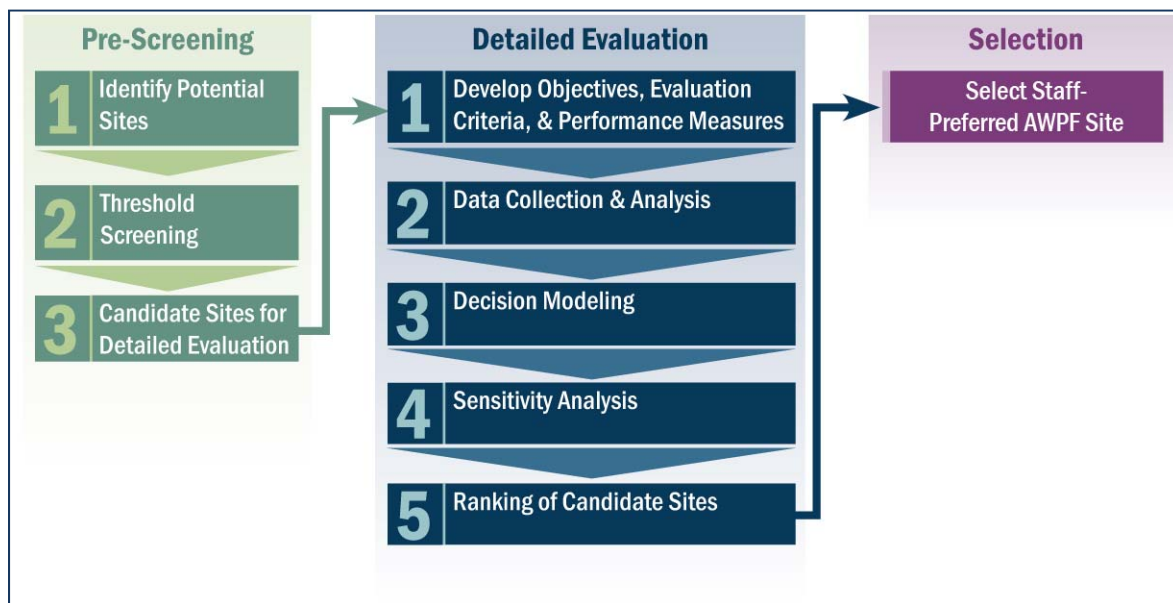 Pre-Screening
1
Identify Potential
Sites
2
Threshold
Screening
3
Candidate Sites for
Detailed Evaluation
Detailed Evaluation
1
Develop Objectives, Evaluation
Criteria, & Performance Measures
2
Data Collection & Analysis
3
Decision Modeling
4
Sensitivity Analysis
5
Ranking of Candidate Sites
Selection
Select Staff-
Preferred AWPF Site